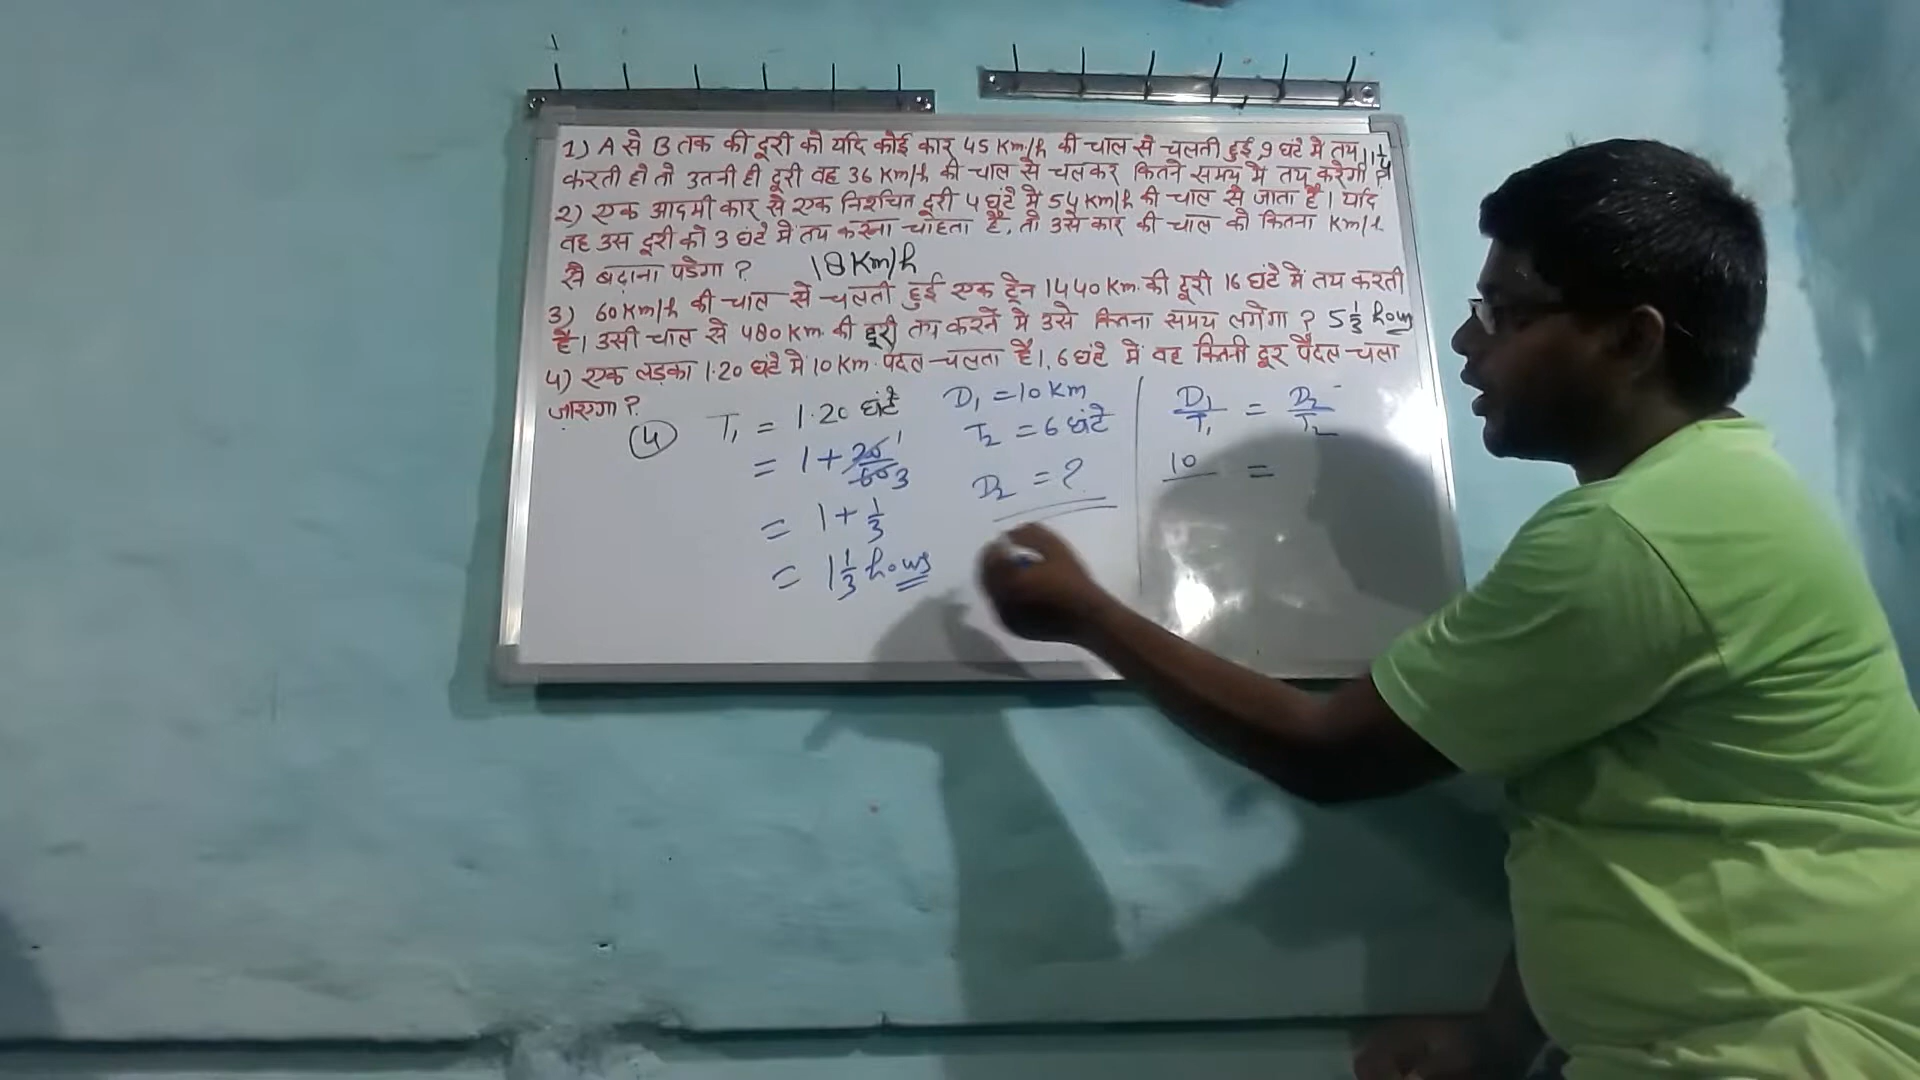 1) A से B तक की दूरी को यदि कोई कार 45 Km/h की चाल से चलती हुई 9 घंटे में तय 11 1/4
करती हो तो उतनी ही दूरी वह 36 Km/h की चाल से चलकर कितने समय में तय करेगी ?
2) एक आदमी कार से एक निश्चित दूरी 4 घंटे में 54 Km/h की चाल से जाता है। यदि
वह उस दूरी को 3 घंटे में तय करना चाहता है, तो उसे कार की चाल को कितना Km/h
से बढ़ाना पडेगा ? 18 Km/h
3) 60 Km/h की चाल से चलती हुई एक ट्रेन 1440 Km. की दूरी 16 घंटे में तय करती
है। उसी चाल से 480 Km. की दूरी तय करने में उसे कितना समय लगेगा ? 5 1/3 hours
4) एक लड़का 1.20 घंटे में 10 Km. पैदल चलता है। 6 घंटे में वह कितनी दूर पैदल चला
जाएगा ?
(4) T₁ = 1.20 घंटे
= 1 + 20/60 1 3
= 1 + 1/3
= 1 1/3 hours
D₁ = 10 Km
T₂ = 6 घंटे
D₂ = ?
D₁/T₁ = D₂/T₂
10 =